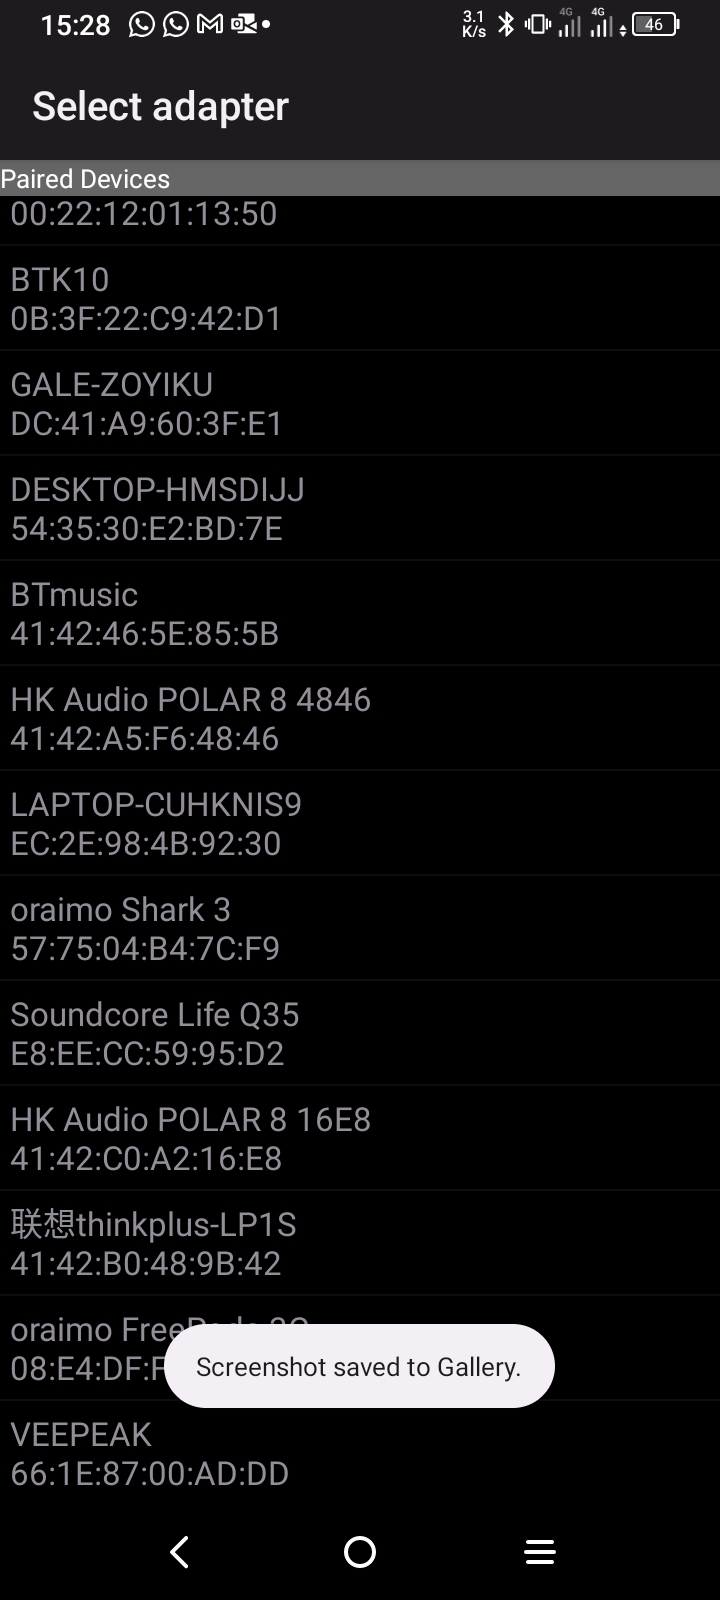 15:28
3.1
K/s
4G
4G
46
Select adapter
Paired Devices
00:22:12:01:13:50
BTK10
0B:3F:22:C9:42:D1
GALE-ZOYIKU
DC:41:A9:60:3F:E1
DESKTOP-HMSDIJJ
54:35:30:E2:BD:7E
BTmusic
41:42:46:5E:85:5B
HK Audio POLAR 8 4846
41:42:A5:F6:48:46
LAPTOP-CUHKNIS9
EC:2E:98:4B:92:30
oraimo Shark 3
57:75:04:B4:7C:F9
Soundcore Life Q35
E8:EE:CC:59:95:D2
HK Audio POLAR 8 16E8
41:42:C0:A2:16:E8
联想thinkplus-LP1S
41:42:B0:48:9B:42
oraimo
08:E4:DF:
Screenshot saved to Gallery.
VEEPEAK
66:1E:87:00:AD:DD